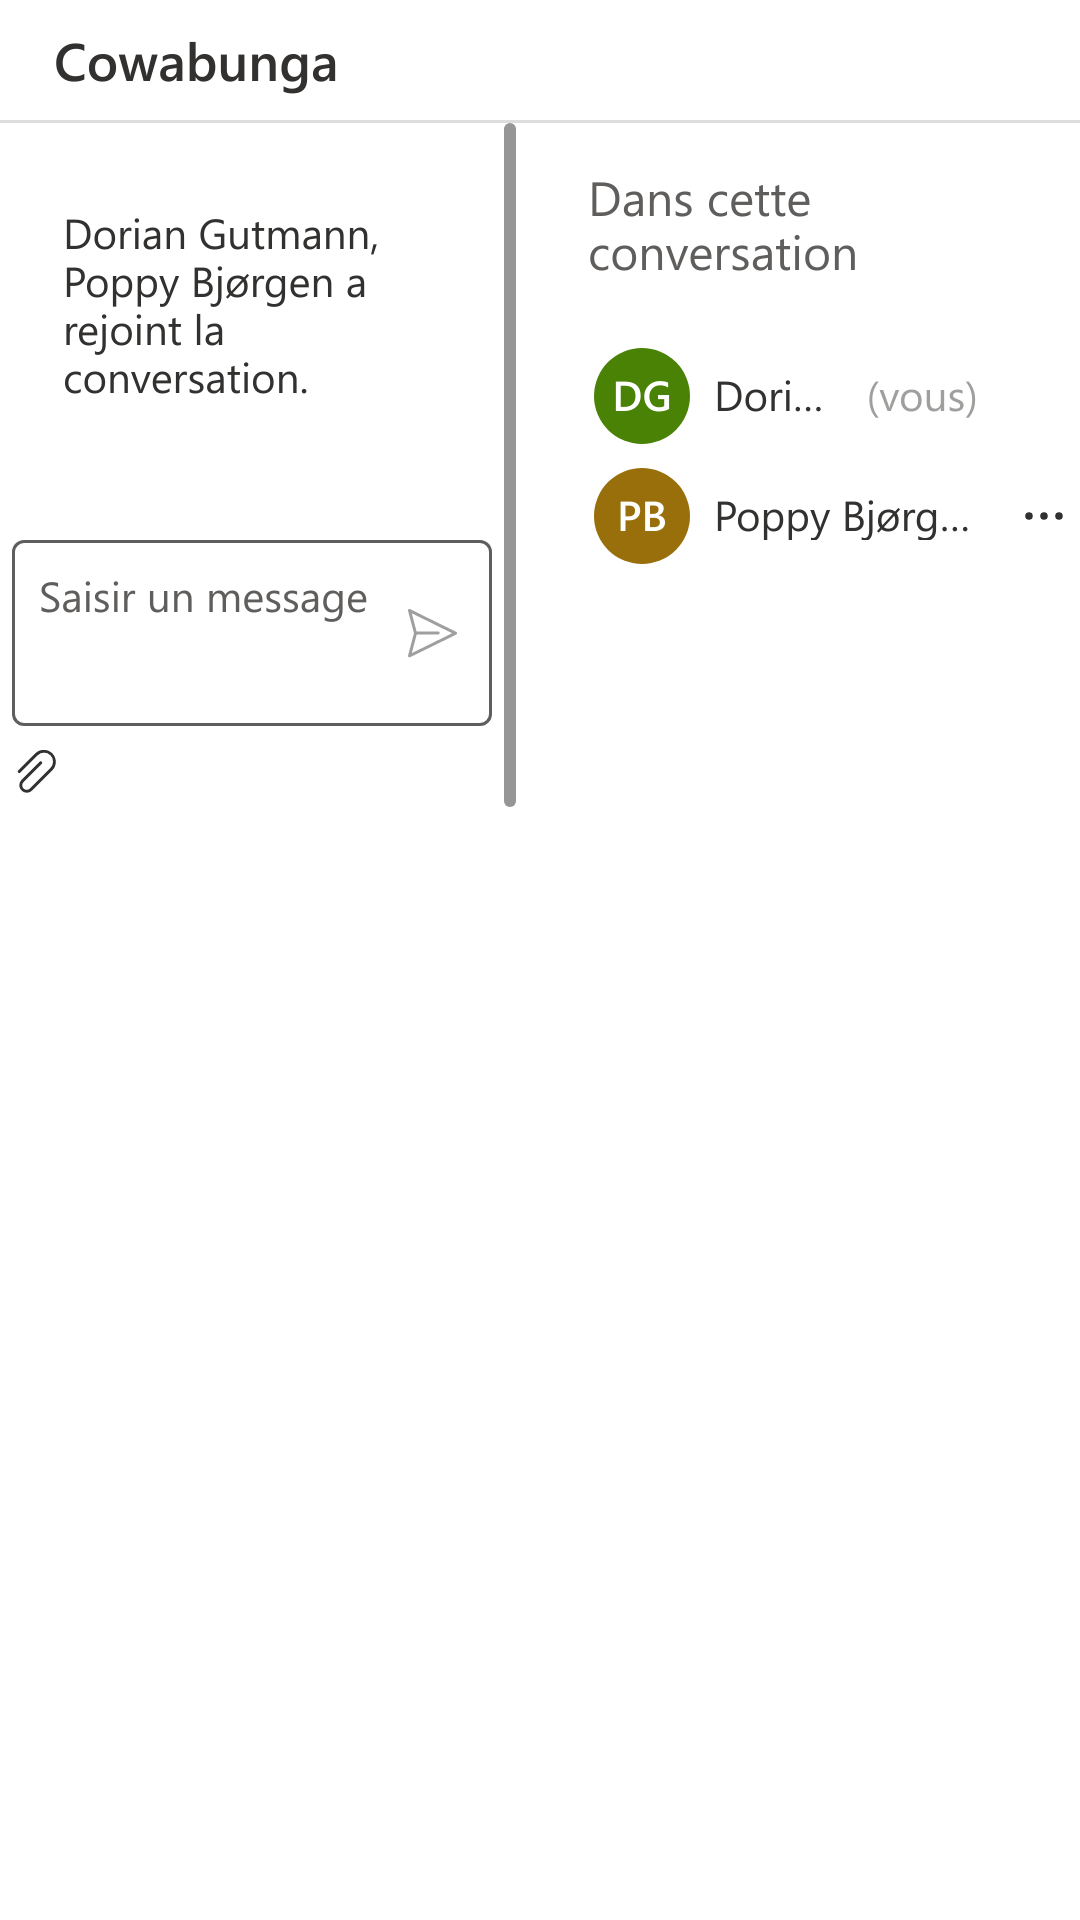 Cowabunga
Dorian Gutmann,
Poppy Bjørgen a
rejoint la
conversation.
Saisir un message
Dans cette
conversation
DG Dori... (vous)
PB Poppy Bjørg...